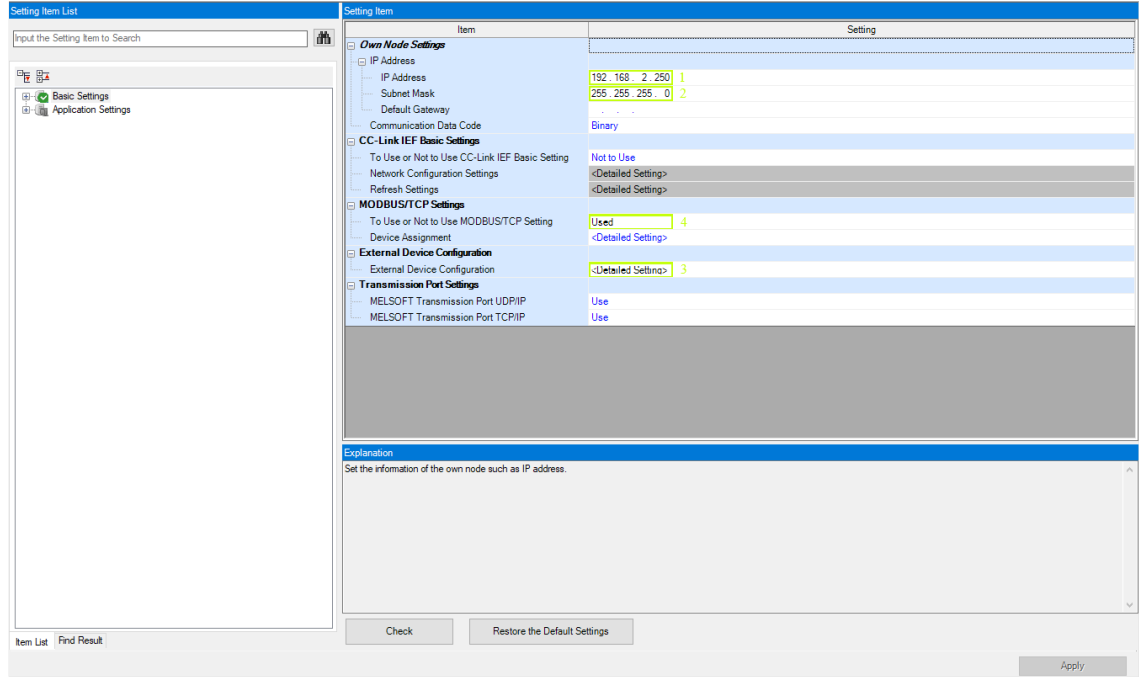 Setting Item List
Input the Setting Item to Search
Basic Settings
Application Settings
Item List
Find Result
Setting Item
Item Setting
Own Node Settings
IP Address
IP Address 192 . 168 . 2 . 250 1
Subnet Mask 255 . 255 . 255 . 0 2
Default Gateway . . .
Communication Data Code Binary
CC-Link IEF Basic Settings
To Use or Not to Use CC-Link IEF Basic Setting Not to Use
Network Configuration Settings <Detailed Setting>
Refresh Settings <Detailed Setting>
MODBUS/TCP Settings
To Use or Not to Use MODBUS/TCP Setting Used 4
Device Assignment <Detailed Setting>
External Device Configuration
External Device Configuration <Detailed Setting> 3
Transmission Port Settings
MELSOFT Transmission Port UDP/IP Use
MELSOFT Transmission Port TCP/IP Use
Explanation
Set the information of the own node such as IP address.
Check Restore the Default Settings
Apply